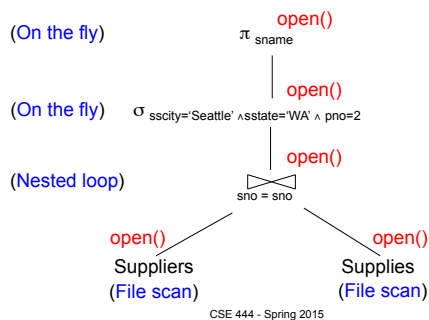 open()
(On the fly) π sname
open()
(On the fly) σ sscity=‘Seattle’ ∧sstate=‘WA’ ∧ pno=2
open()
(Nested loop)
sno = sno
open() open()
Suppliers Supplies
(File scan) (File scan)
CSE 444 - Spring 2015